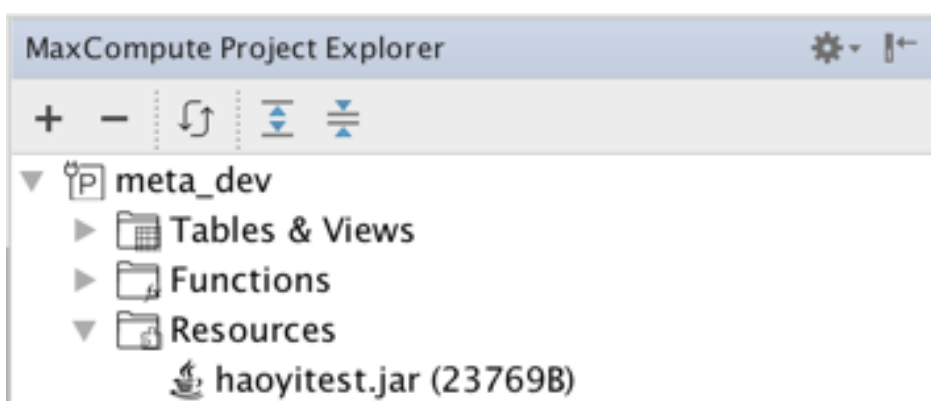 MaxCompute Project Explorer
meta_dev
Tables & Views
Functions
Resources
haoyitest.jar (23769B)